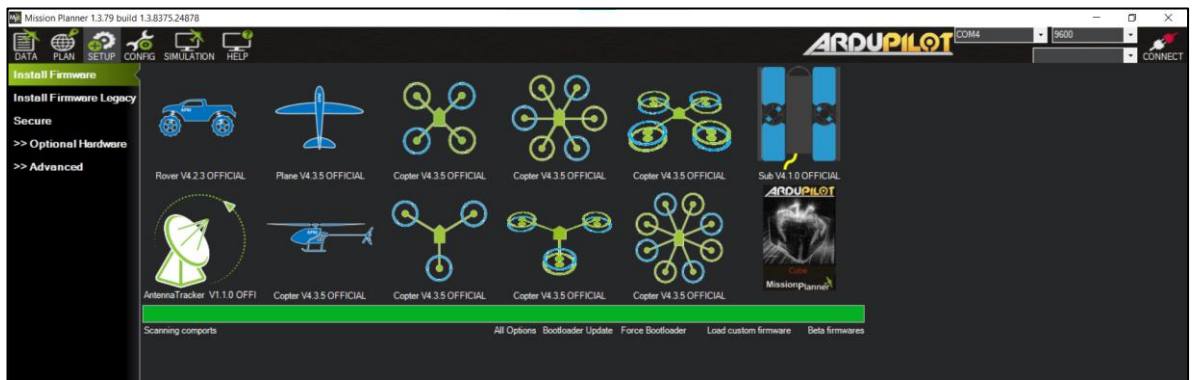 Mission Planner 1.3.79 build 1.3.8375.24878
DATA PLAN SETUP CONFIG SIMULATION HELP
ARDUPILOT
COM4 9600
CONNECT
Install Firmware
Install Firmware Legacy
Secure
>> Optional Hardware
>> Advanced
Rover V4.2.3 OFFICIAL Plane V4.3.5 OFFICIAL Copter V4.3.5 OFFICIAL Copter V4.3.5 OFFICIAL Copter V4.3.5 OFFICIAL Sub V4.1.0 OFFICIAL
ARDUPILOT
Cube
MissionPlanner
AntennaTracker V1.1.0 OFFI Copter V4.3.5 OFFICIAL Copter V4.3.5 OFFICIAL Copter V4.3.5 OFFICIAL Copter V4.3.5 OFFICIAL
Scanning comports All Options Bootloader Update Force Bootloader Load custom firmware Beta firmwares